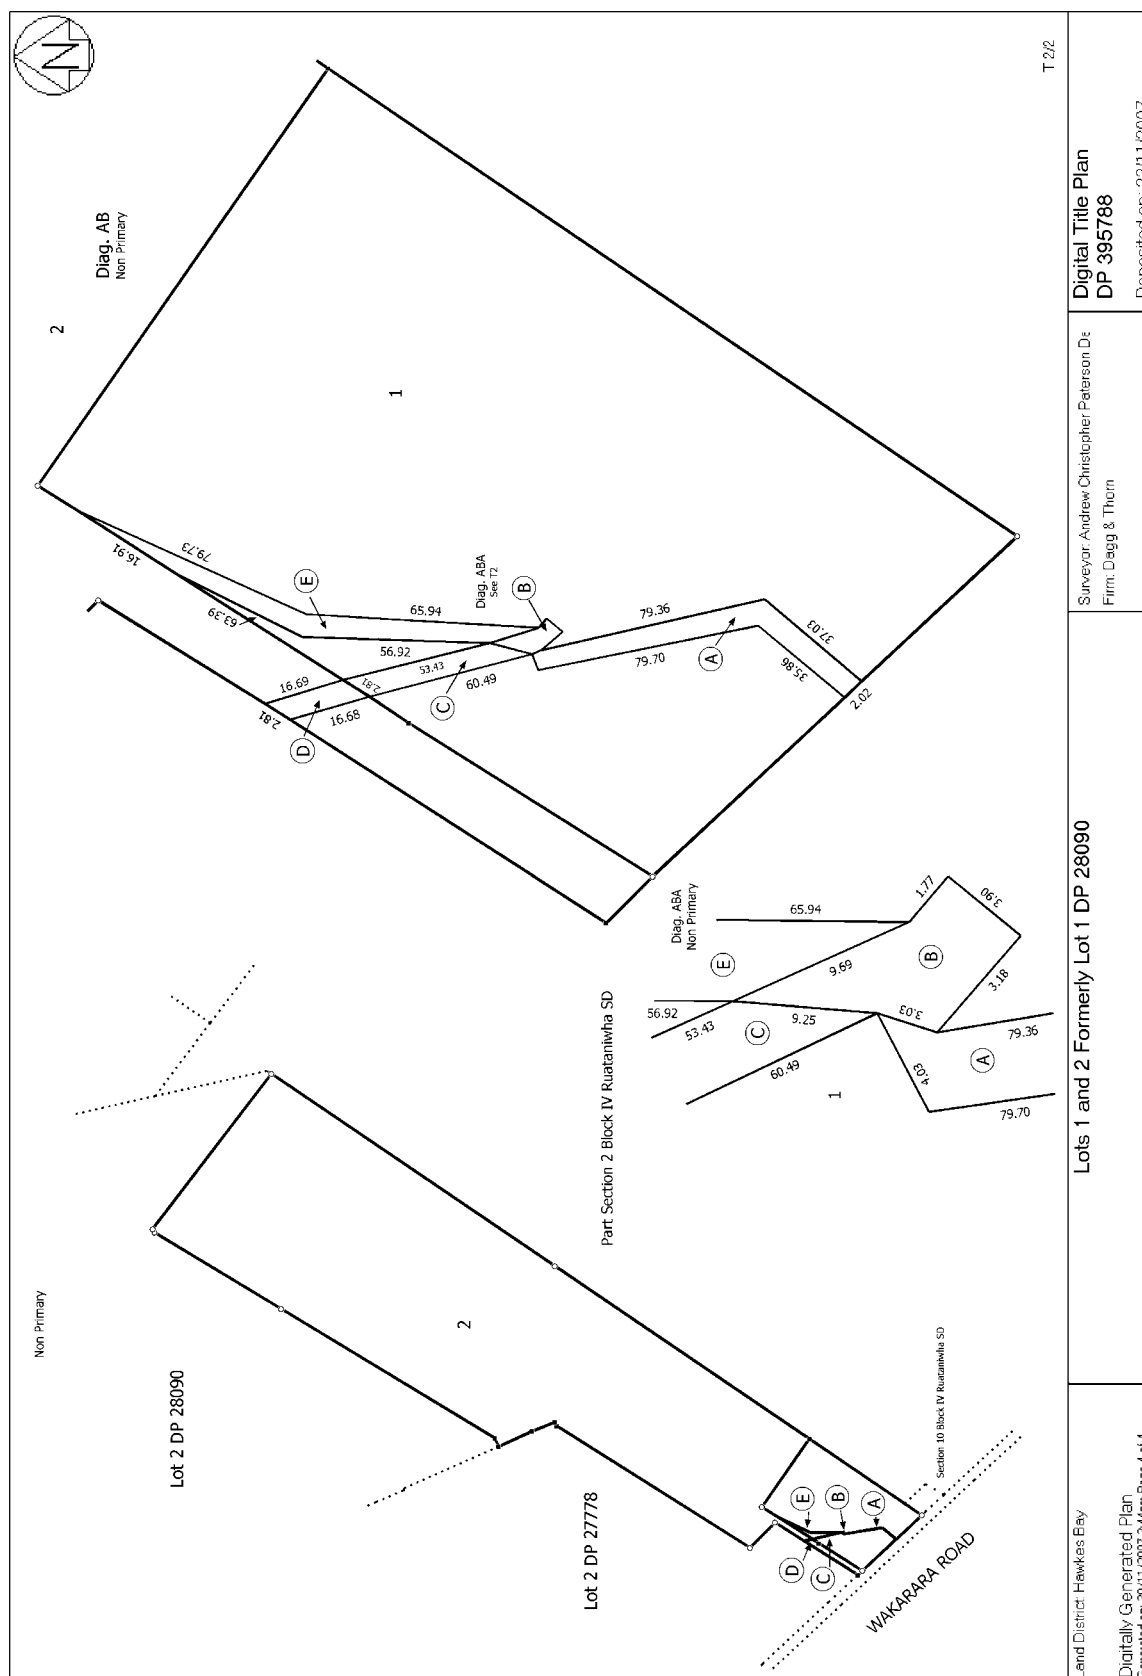 N
T 2/2
Diag. AB
Non Primary
2
1
16.91
79.73
63.39
E
65.94
56.92
Diag. ABA
See T2
B
16.69
53.43
2.81
60.49
C
2.81
16.68
D
79.36
79.70
A
37.03
35.86
2.02
Diag. ABA
Non Primary
65.94
E
1.77
3.90
B
9.69
3.18
56.92
53.43
9.25
3.03
C
60.49
79.36
A
4.03
79.70
1
Part Section 2 Block IV Ruataniwha SD
Non Primary
Lot 2 DP 28090
2
Lot 2 DP 27778
E
B
A
D
C
Section 10 Block IV Ruataniwha SD
WAKARARA ROAD
Land District: Hawkes Bay
Digitally Generated Plan
Lots 1 and 2 Formerly Lot 1 DP 28090
Surveyor: Andrew Christopher Paterson
Firm: Dagg & Thorn
Digital Title Plan
DP 395788